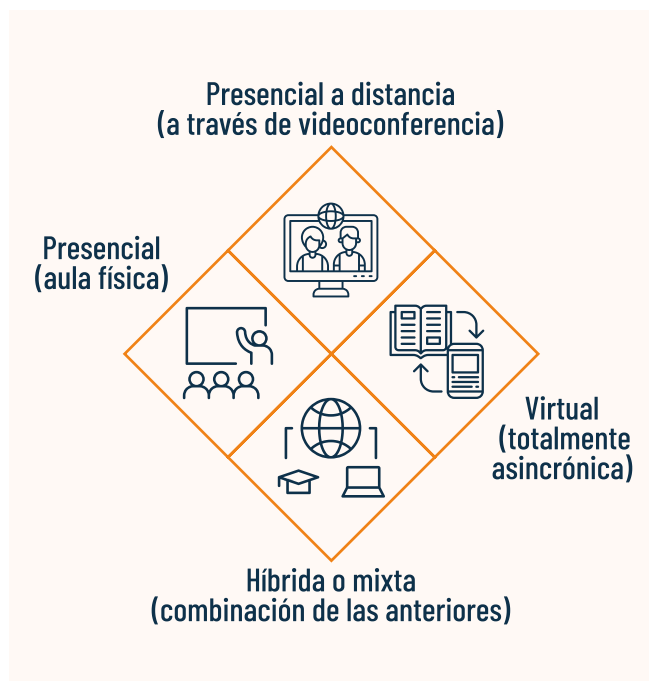 Presencial a distancia
(a través de videoconferencia)
Presencial
(aula física)
Virtual
(totalmente
asincrónica)
Híbrida o mixta
(combinación de las anteriores)